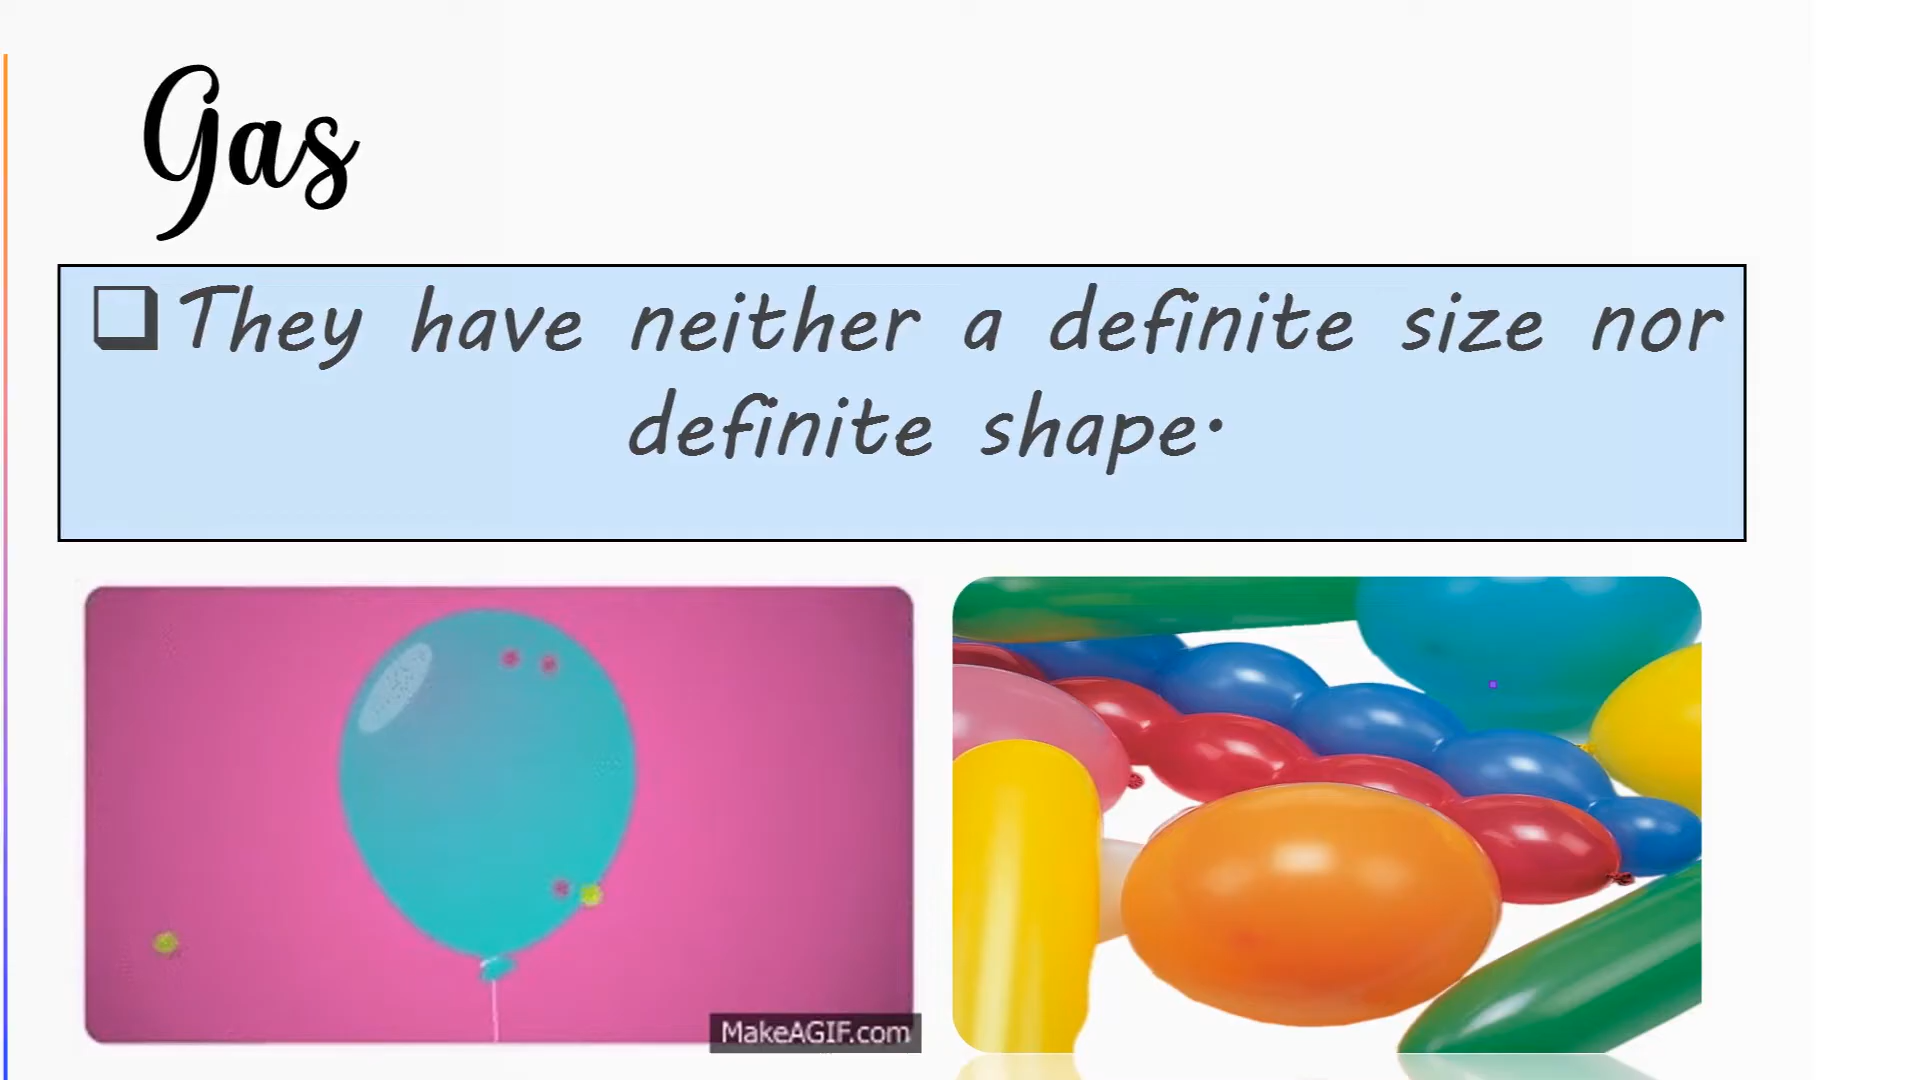 Gas
They have neither a definite size nor
definite shape.
MakeAGIF.com